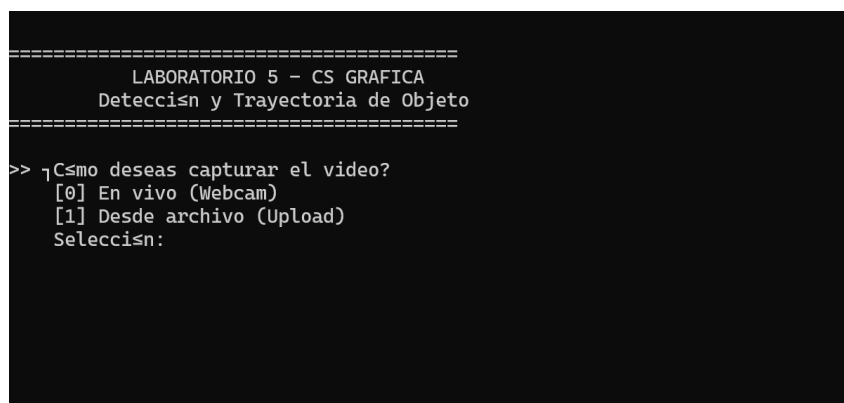 ========================================
LABORATORIO 5 - CS GRAFICA
Detecci≤n y Trayectoria de Objeto
========================================
>> ┐C≤mo deseas capturar el video?
[0] En vivo (Webcam)
[1] Desde archivo (Upload)
Selecci≤n: